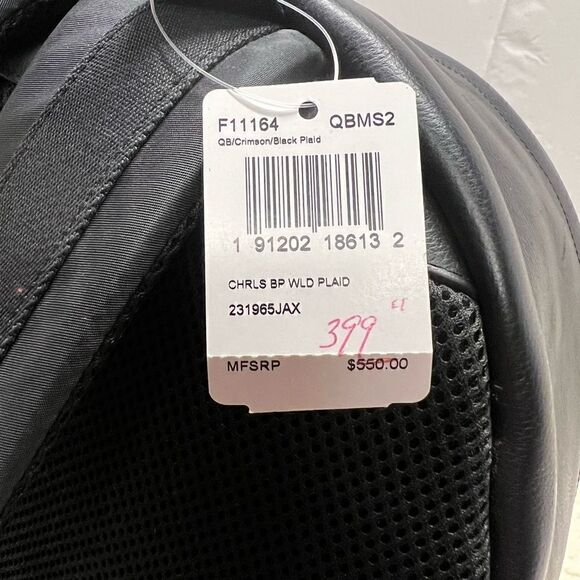 F11164 QBMS2
QB/Crimson/Black Plaid
1 91202 18613 2
CHRLS BP WLD PLAID
231965JAX
399
MFSRP $550.00